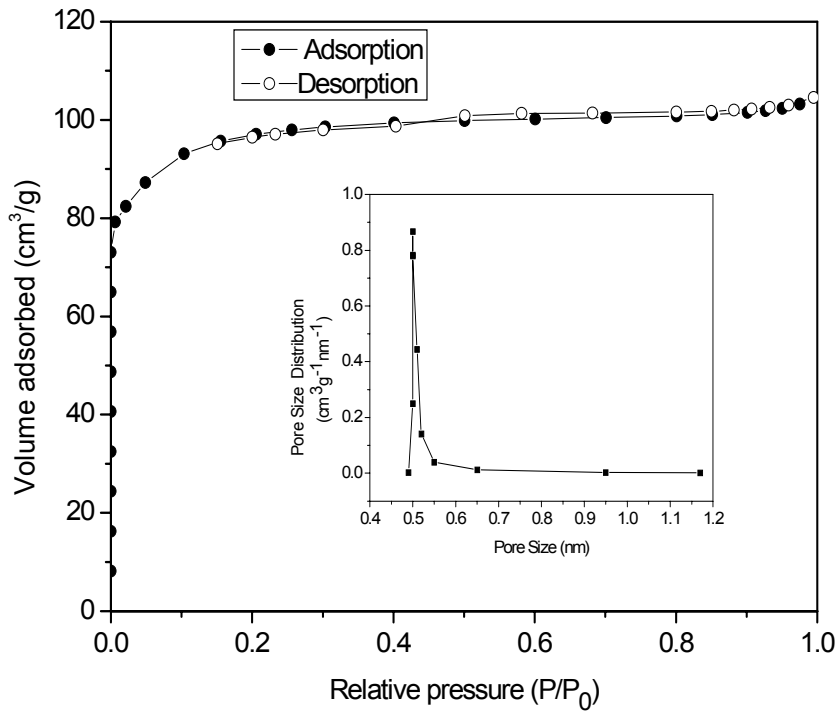 120
100
80
60
40
20
0
Volume adsorbed (cm³/g)
Adsorption
Desorption
1.0
0.8
0.6
0.4
0.2
0.0
Pore Size Distribution
(cm³g-1nm-1)
0.4 0.5 0.6 0.7 0.8 0.9 1.0 1.1 1.2
Pore Size (nm)
0.0 0.2 0.4 0.6 0.8 1.0
Relative pressure (P/P₀)